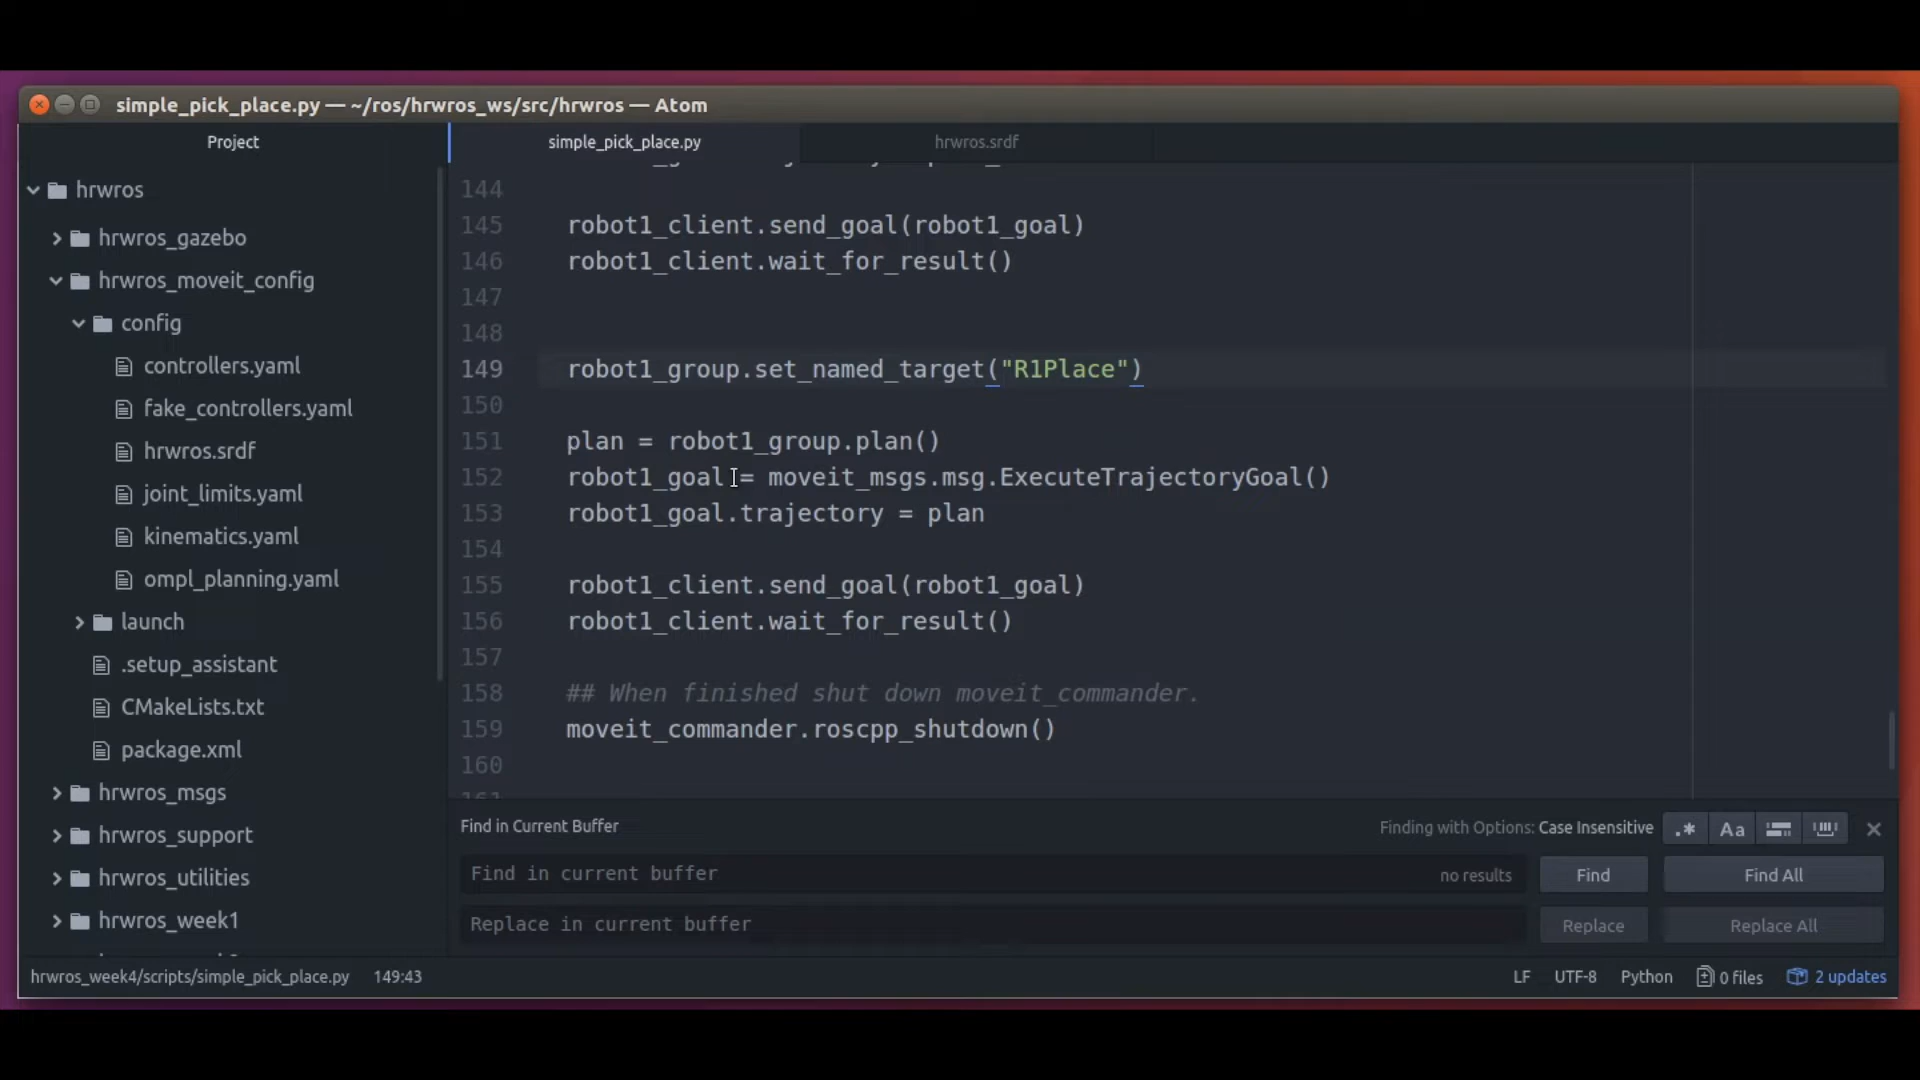 simple_pick_place.py — ~/ros/hrwros_ws/src/hrwros — Atom
Project
simple_pick_place.py
hrwros.srdf
hrwros
hrwros_gazebo
hrwros_moveit_config
config
controllers.yaml
fake_controllers.yaml
hrwros.srdf
joint_limits.yaml
kinematics.yaml
ompl_planning.yaml
launch
.setup_assistant
CMakeLists.txt
package.xml
hrwros_msgs
hrwros_support
hrwros_utilities
hrwros_week1
144
145 robot1_client.send_goal(robot1_goal)
146 robot1_client.wait_for_result()
147
148
149 robot1_group.set_named_target("R1Place")
150
151 plan = robot1_group.plan()
152 robot1_goal = moveit_msgs.msg.ExecuteTrajectoryGoal()
153 robot1_goal.trajectory = plan
154
155 robot1_client.send_goal(robot1_goal)
156 robot1_client.wait_for_result()
157
158 ## When finished shut down moveit_commander.
159 moveit_commander.roscpp_shutdown()
160
161
Find in Current Buffer
Finding with Options: Case Insensitive
.* Aa
Find in current buffer
no results
Find
Find All
Replace in current buffer
Replace
Replace All
hrwros_week4/scripts/simple_pick_place.py 149:43
LF UTF-8 Python 0 files 2 updates